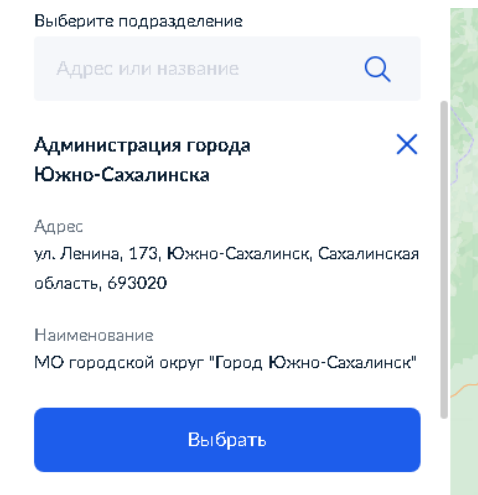 Выберите подразделение
Адрес или название
Администрация города
Южно-Сахалинска
Адрес
ул. Ленина, 173, Южно-Сахалинск, Сахалинская
область, 693020
Наименование
МО городской округ "Город Южно-Сахалинск"
Выбрать